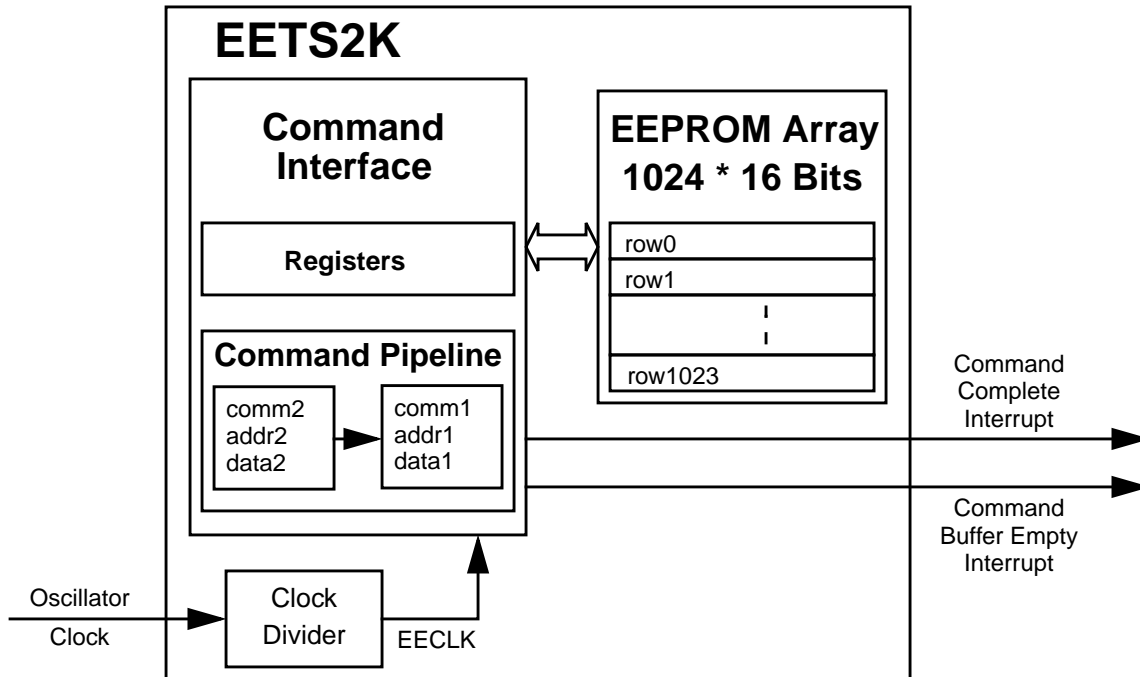 EETS2K
Command
Interface
Registers
Command Pipeline
comm2
addr2
data2
comm1
addr1
data1
EEPROM Array
1024 * 16 Bits
row0
row1
row1023
Command
Complete
Interrupt
Command
Buffer Empty
Interrupt
Oscillator
Clock
Clock
Divider
EECLK